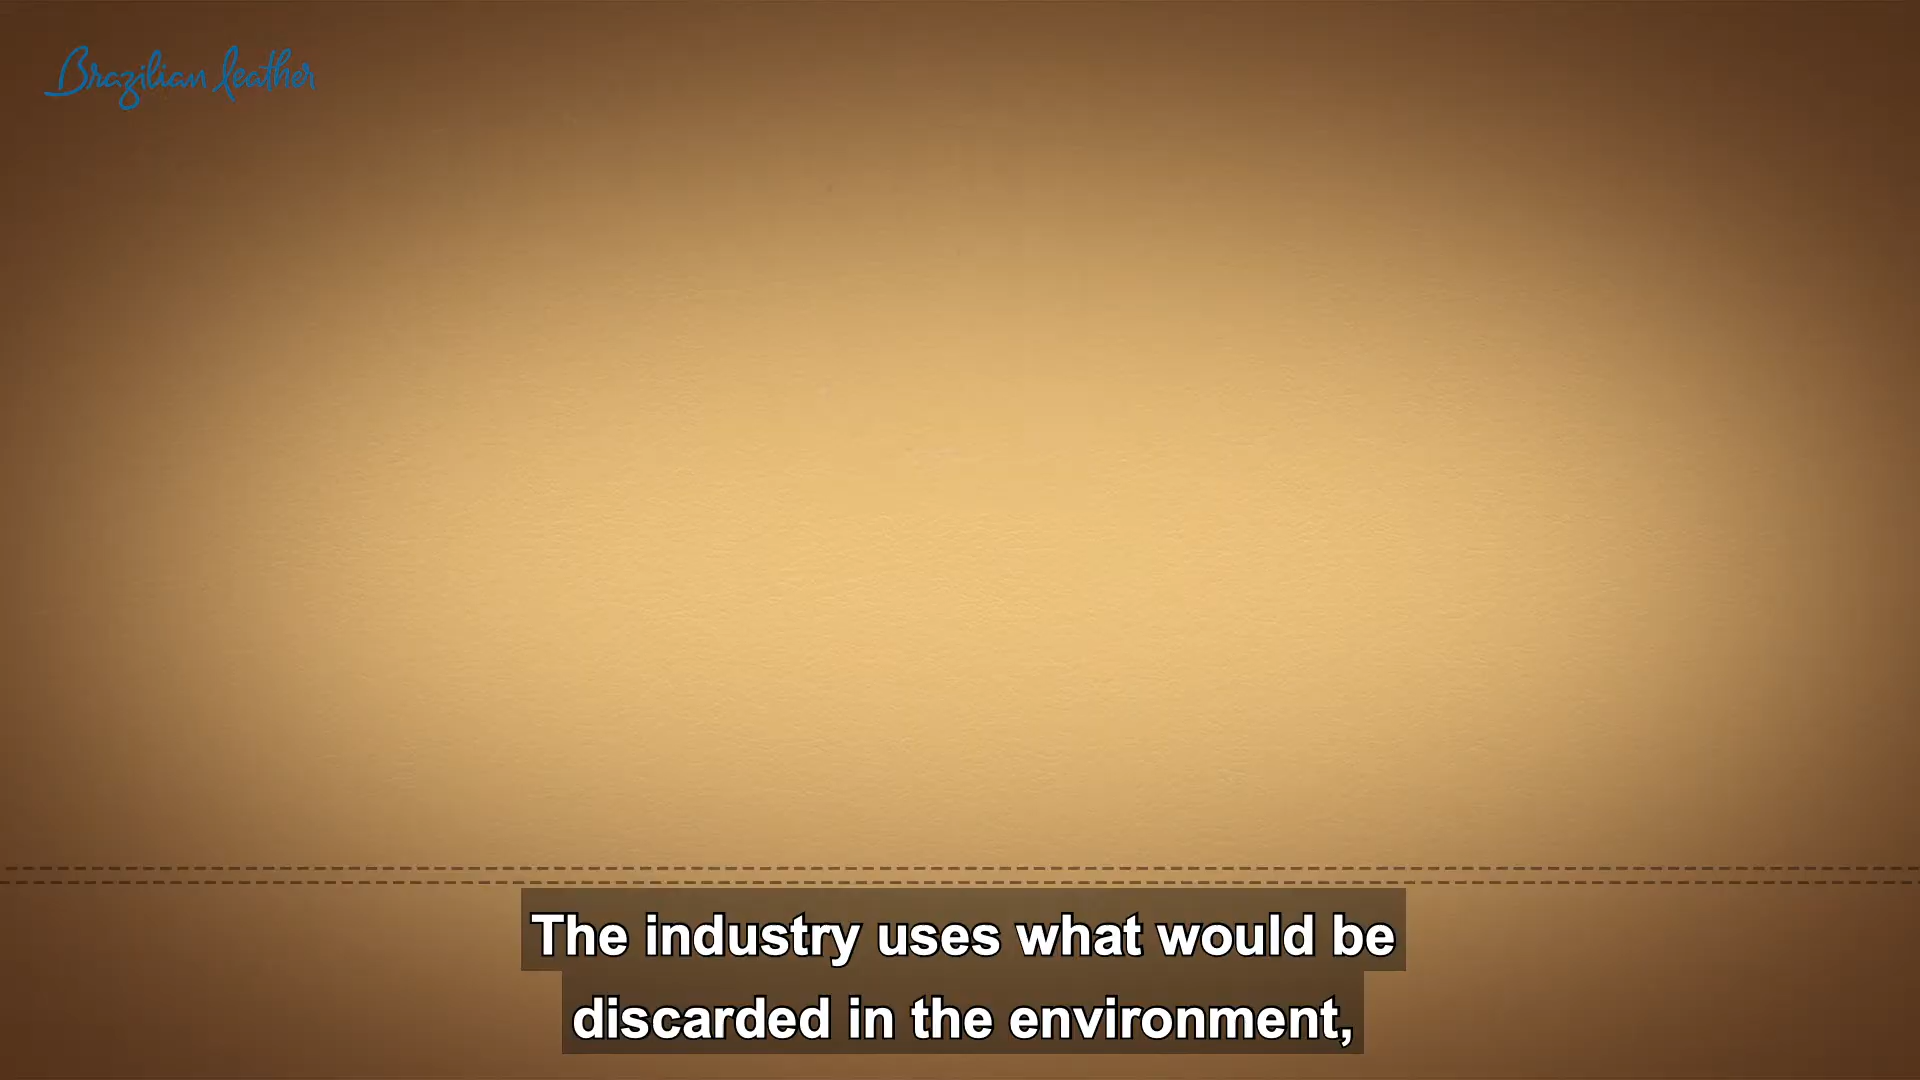 Brazilian leather
The industry uses what would be
discarded in the environment,